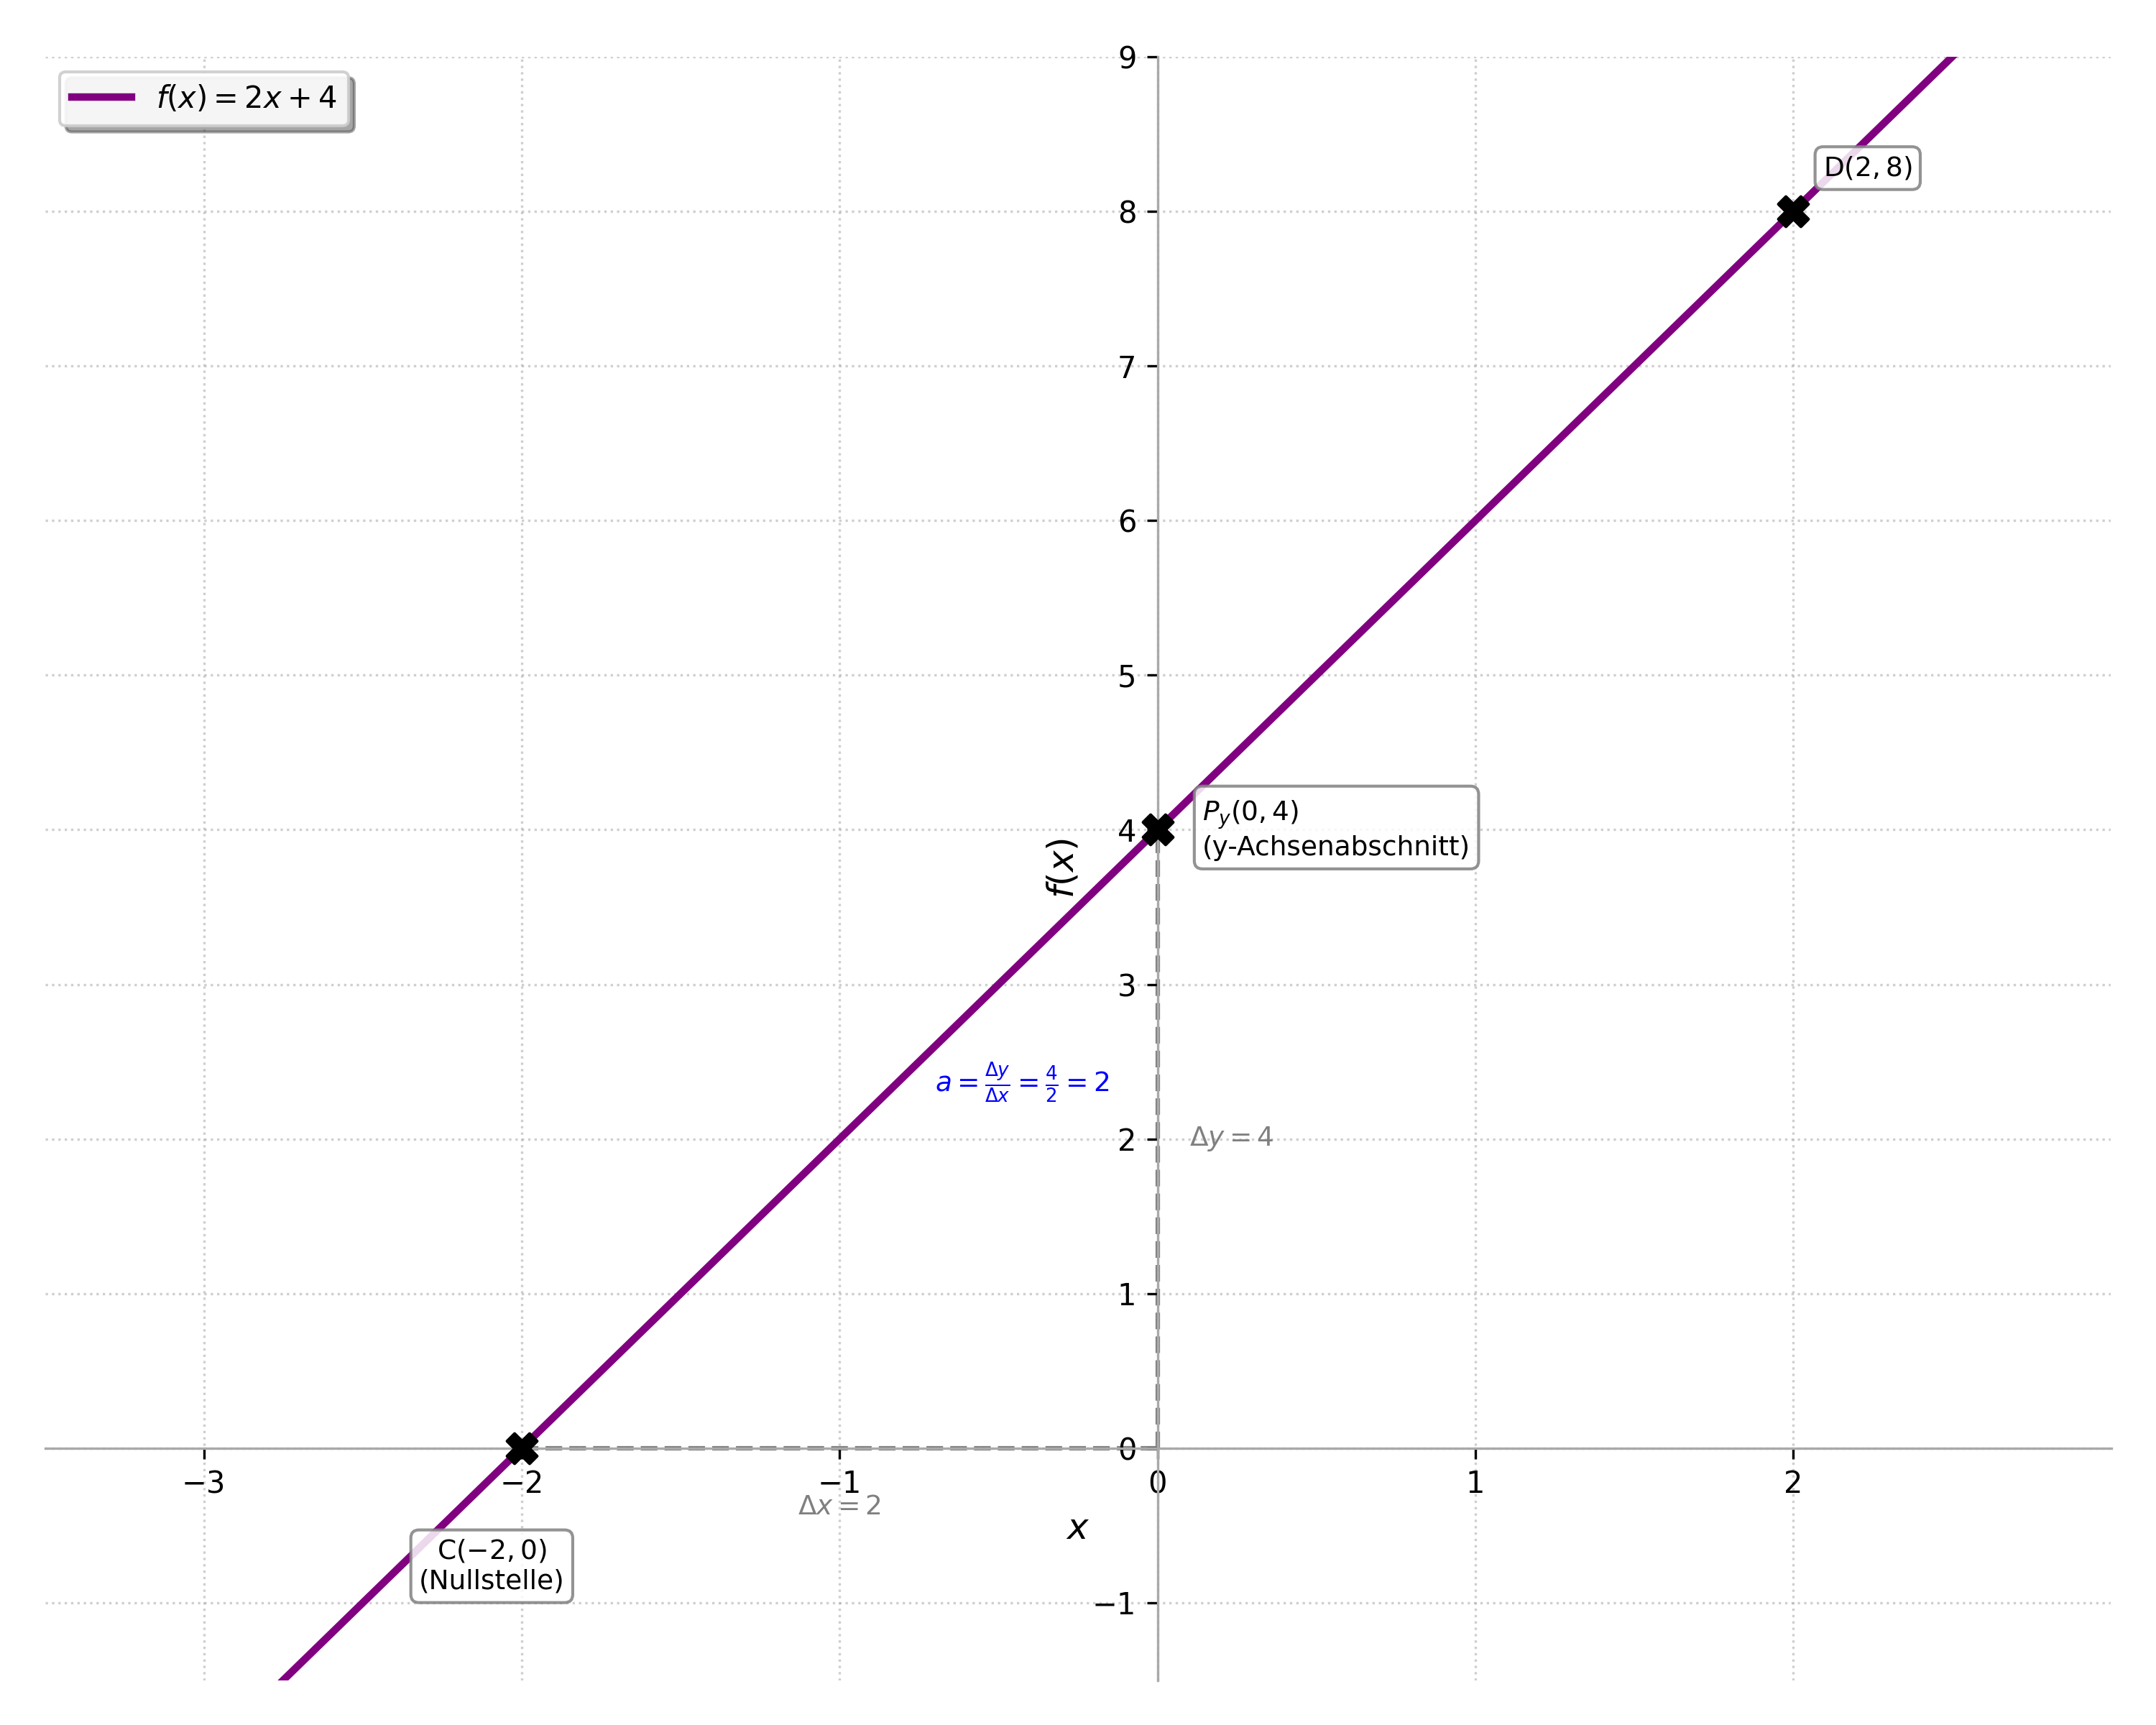 9
f(x) = 2x + 4
D(2, 8)
8
7
6
5
P_y(0, 4)
4
(y-Achsenabschnitt)
f(x)
3
a = Δy/Δx = 4/2 = 2
Δy = 4
2
1
0
−3 −2 −1 0 1 2
Δx = 2
x
C(−2, 0)
(Nullstelle)
−1